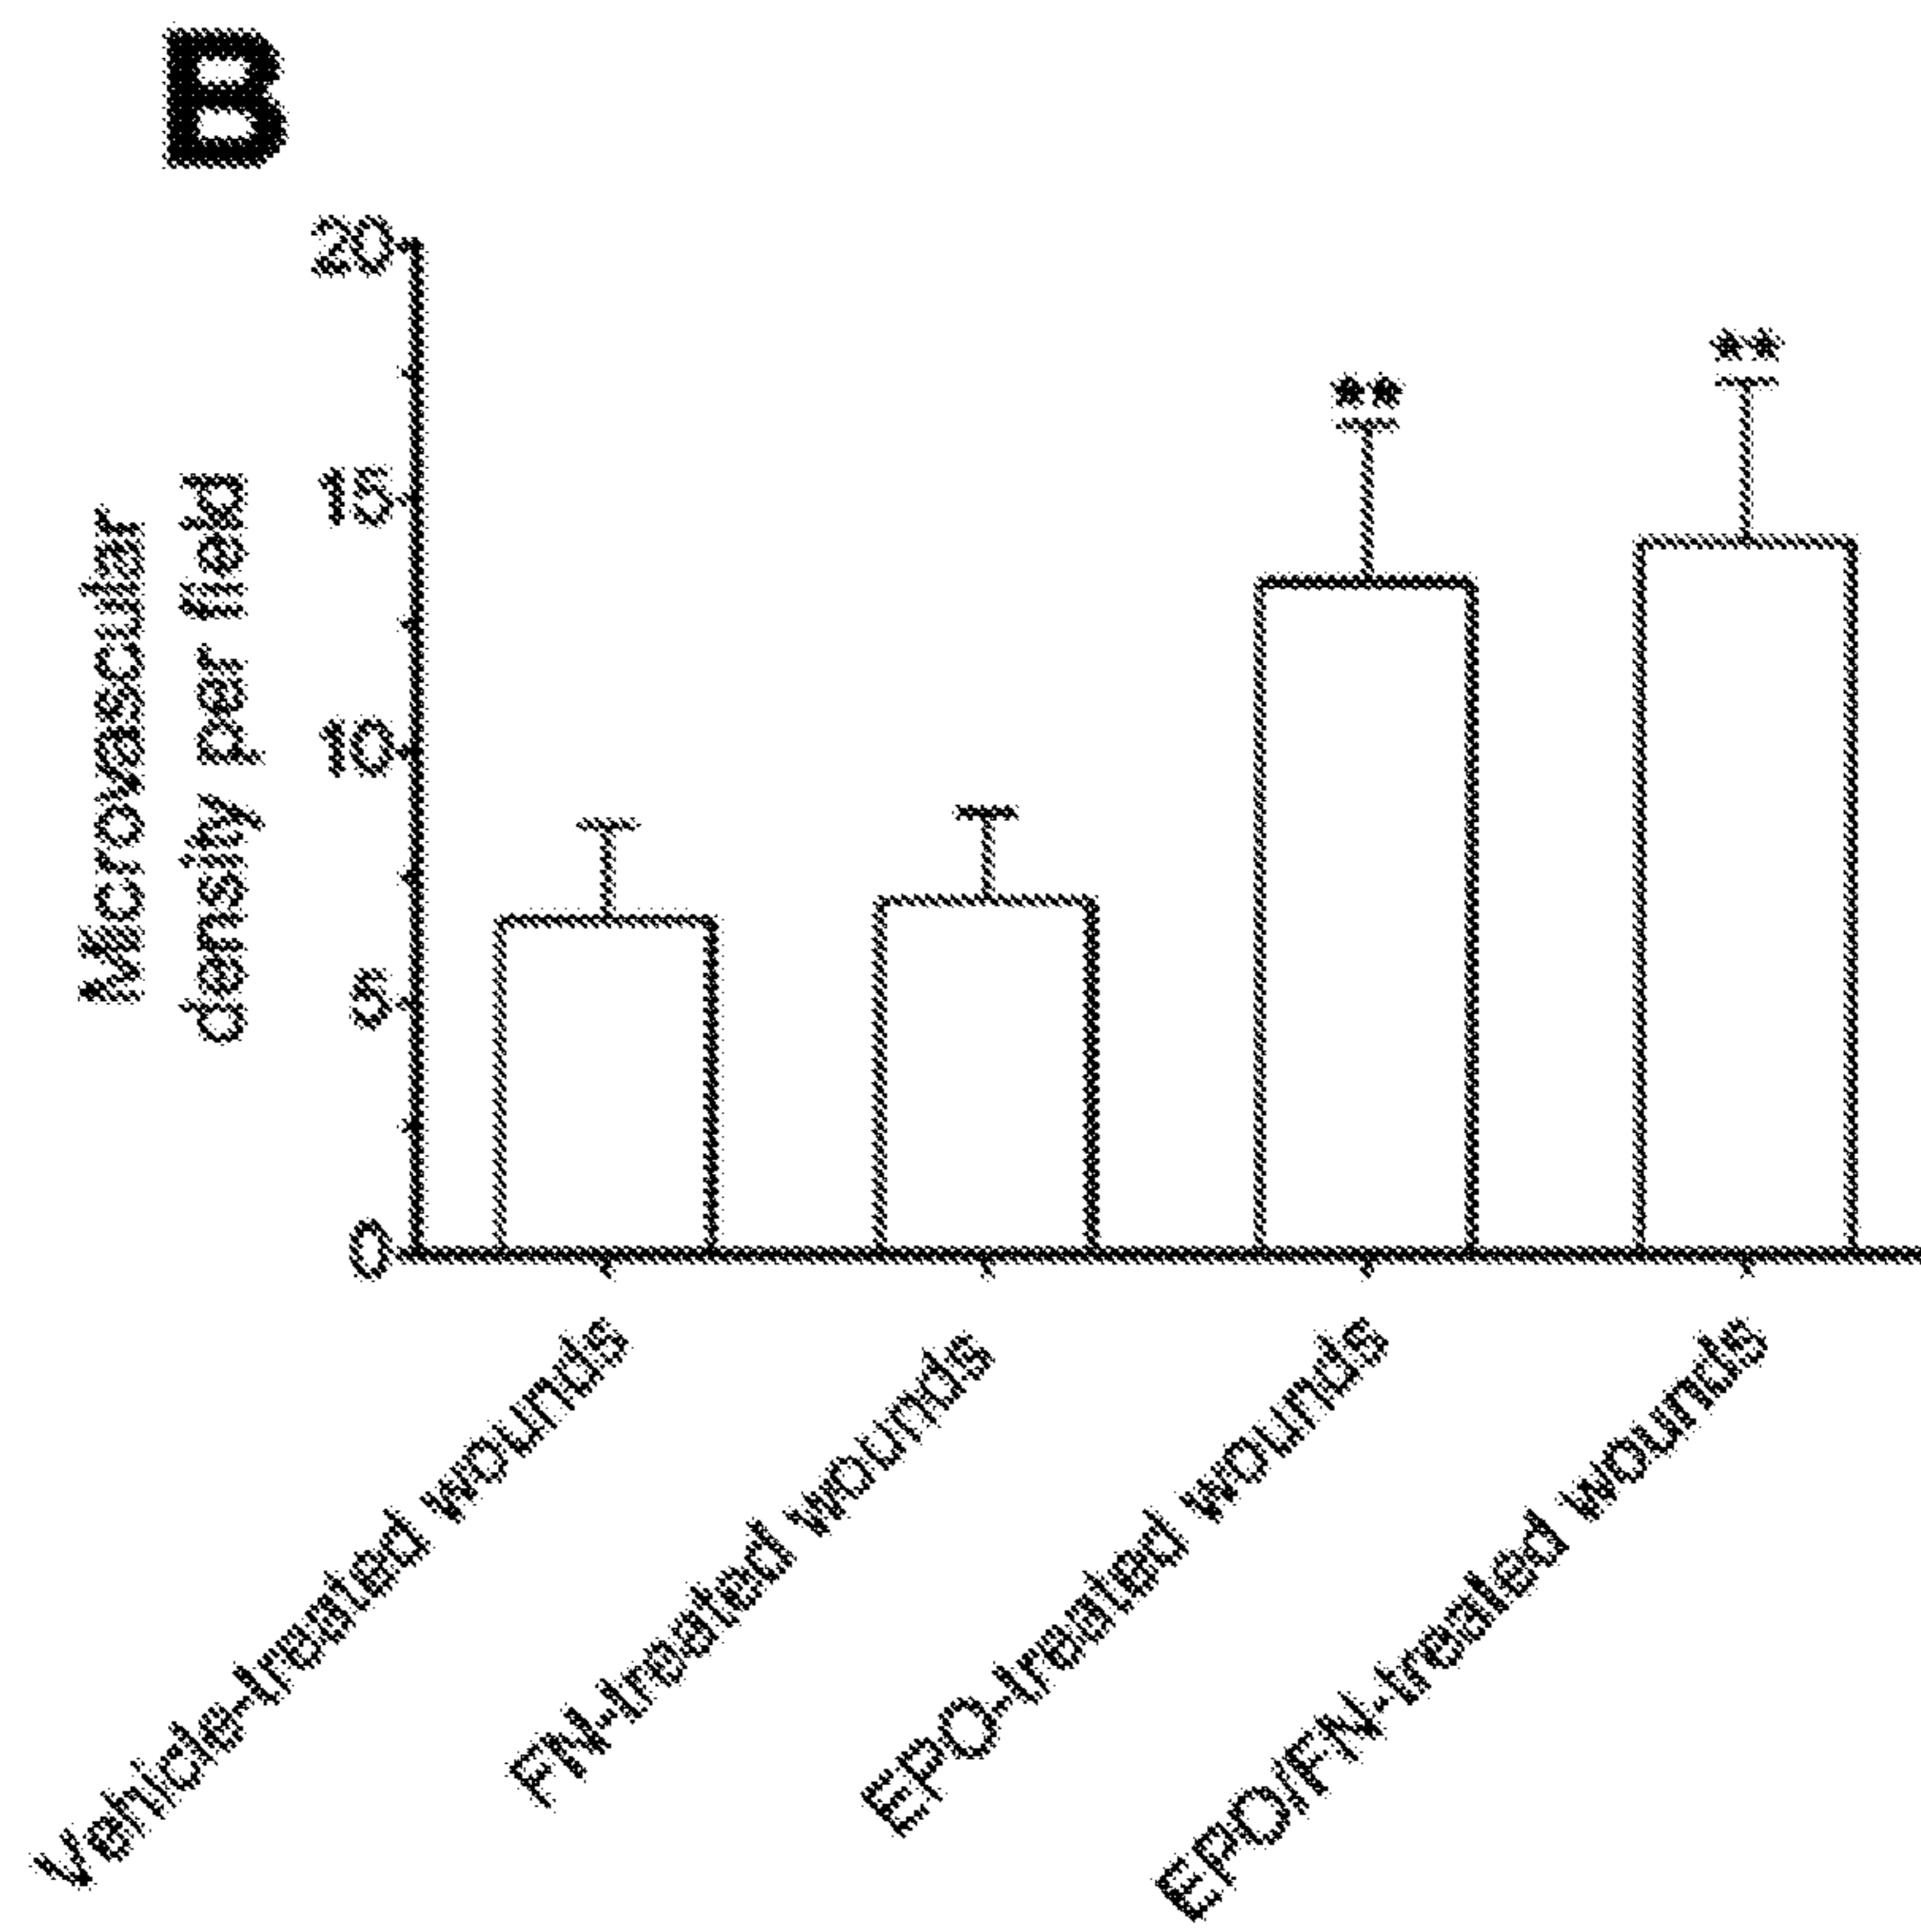 B
Microvascular
density per field
20
15
10
5
0
**
**
Vehicle-treated wounds
FN-treated wounds
EPO-treated wounds
EPO/FN-treated wounds